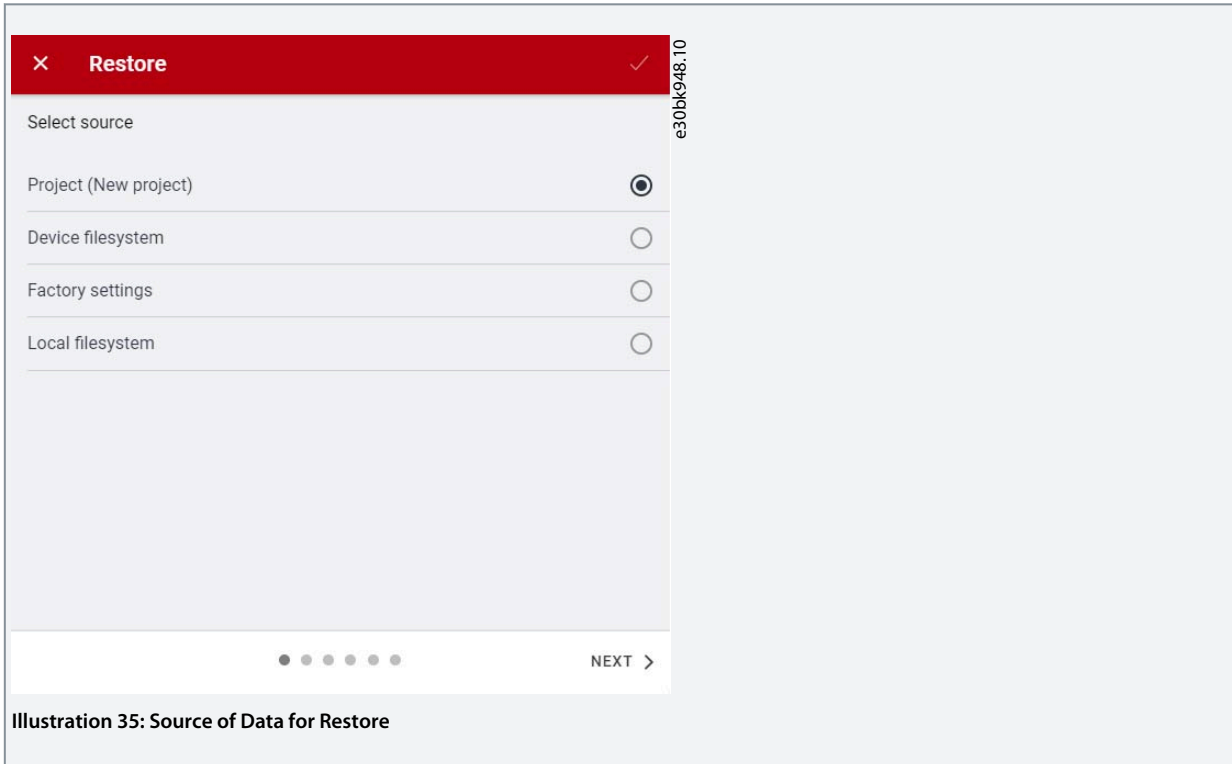 Restore
e30bk948.10
Select source
Project (New project)
Device filesystem
Factory settings
Local filesystem
NEXT
Illustration 35: Source of Data for Restore